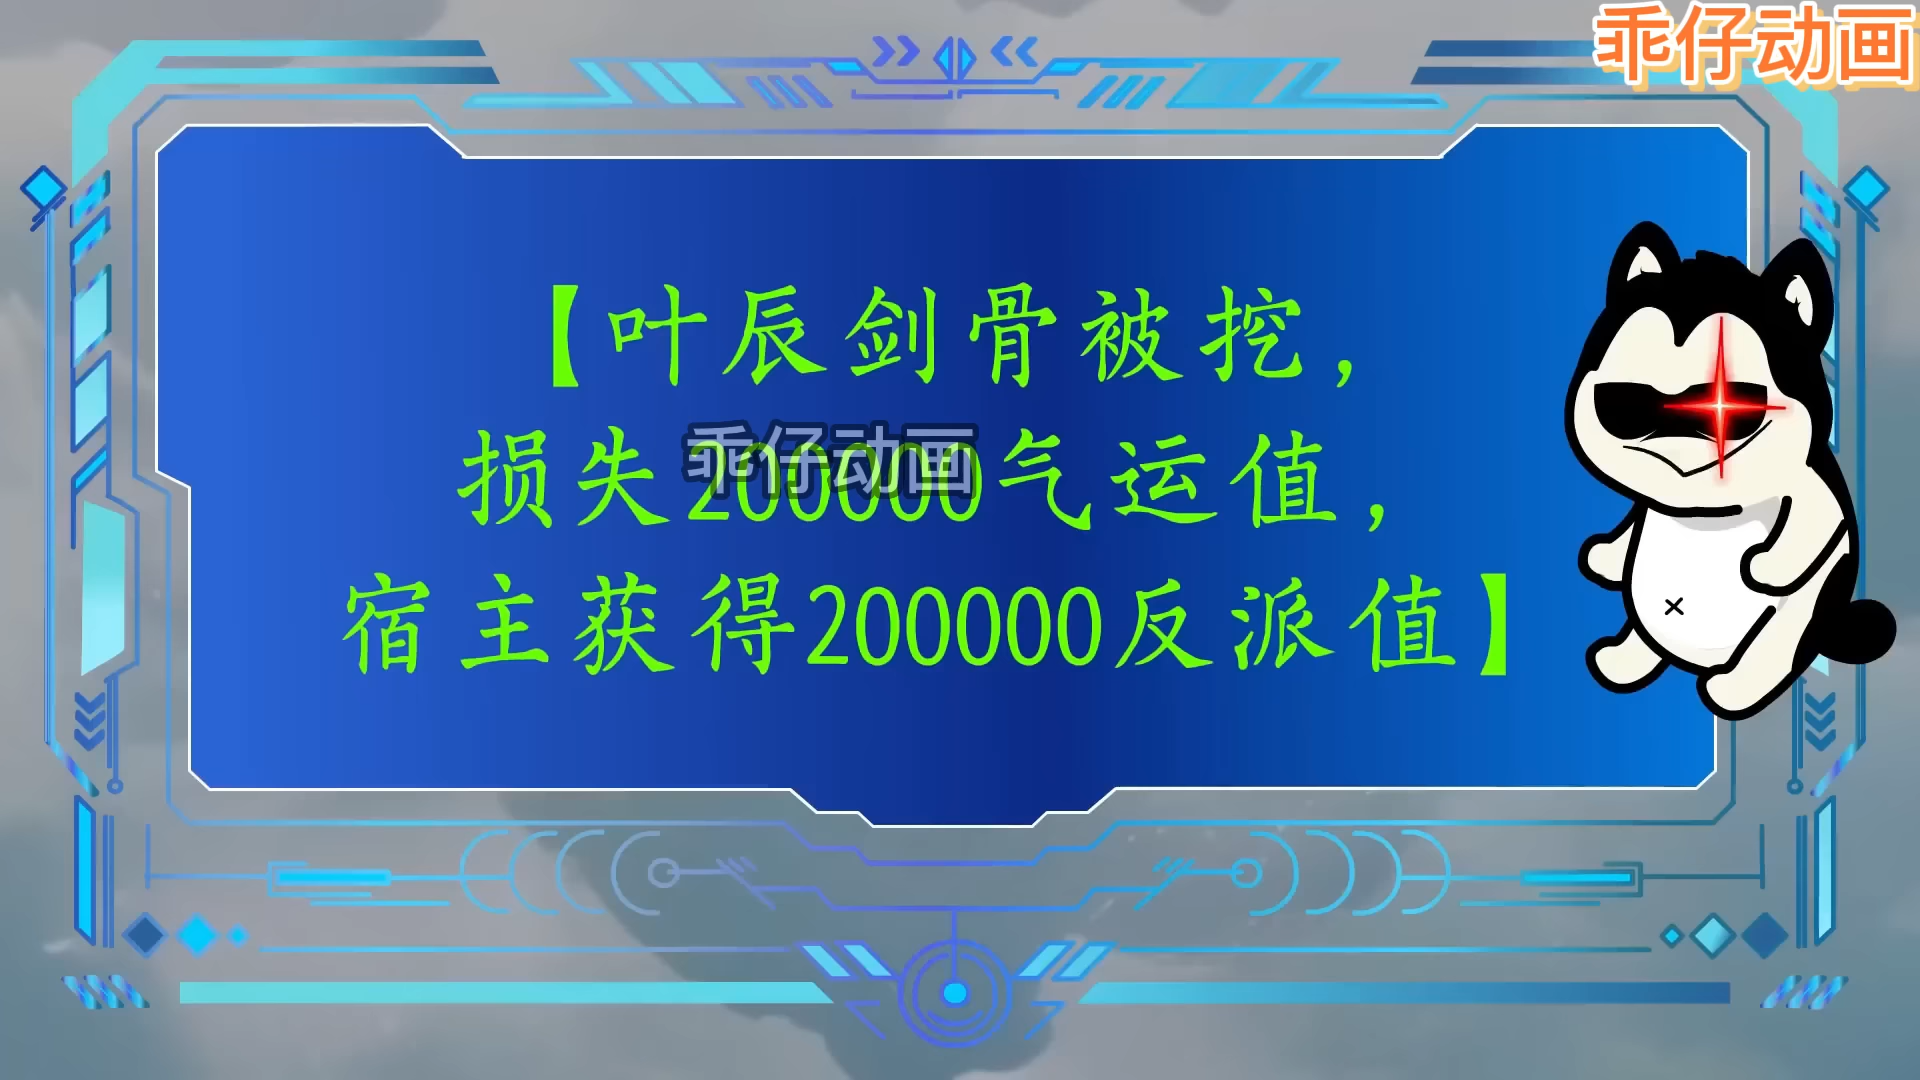 乖仔动画
【叶辰剑骨被挖，
损失200000气运值，
乖仔动画
宿主获得200000反派值】